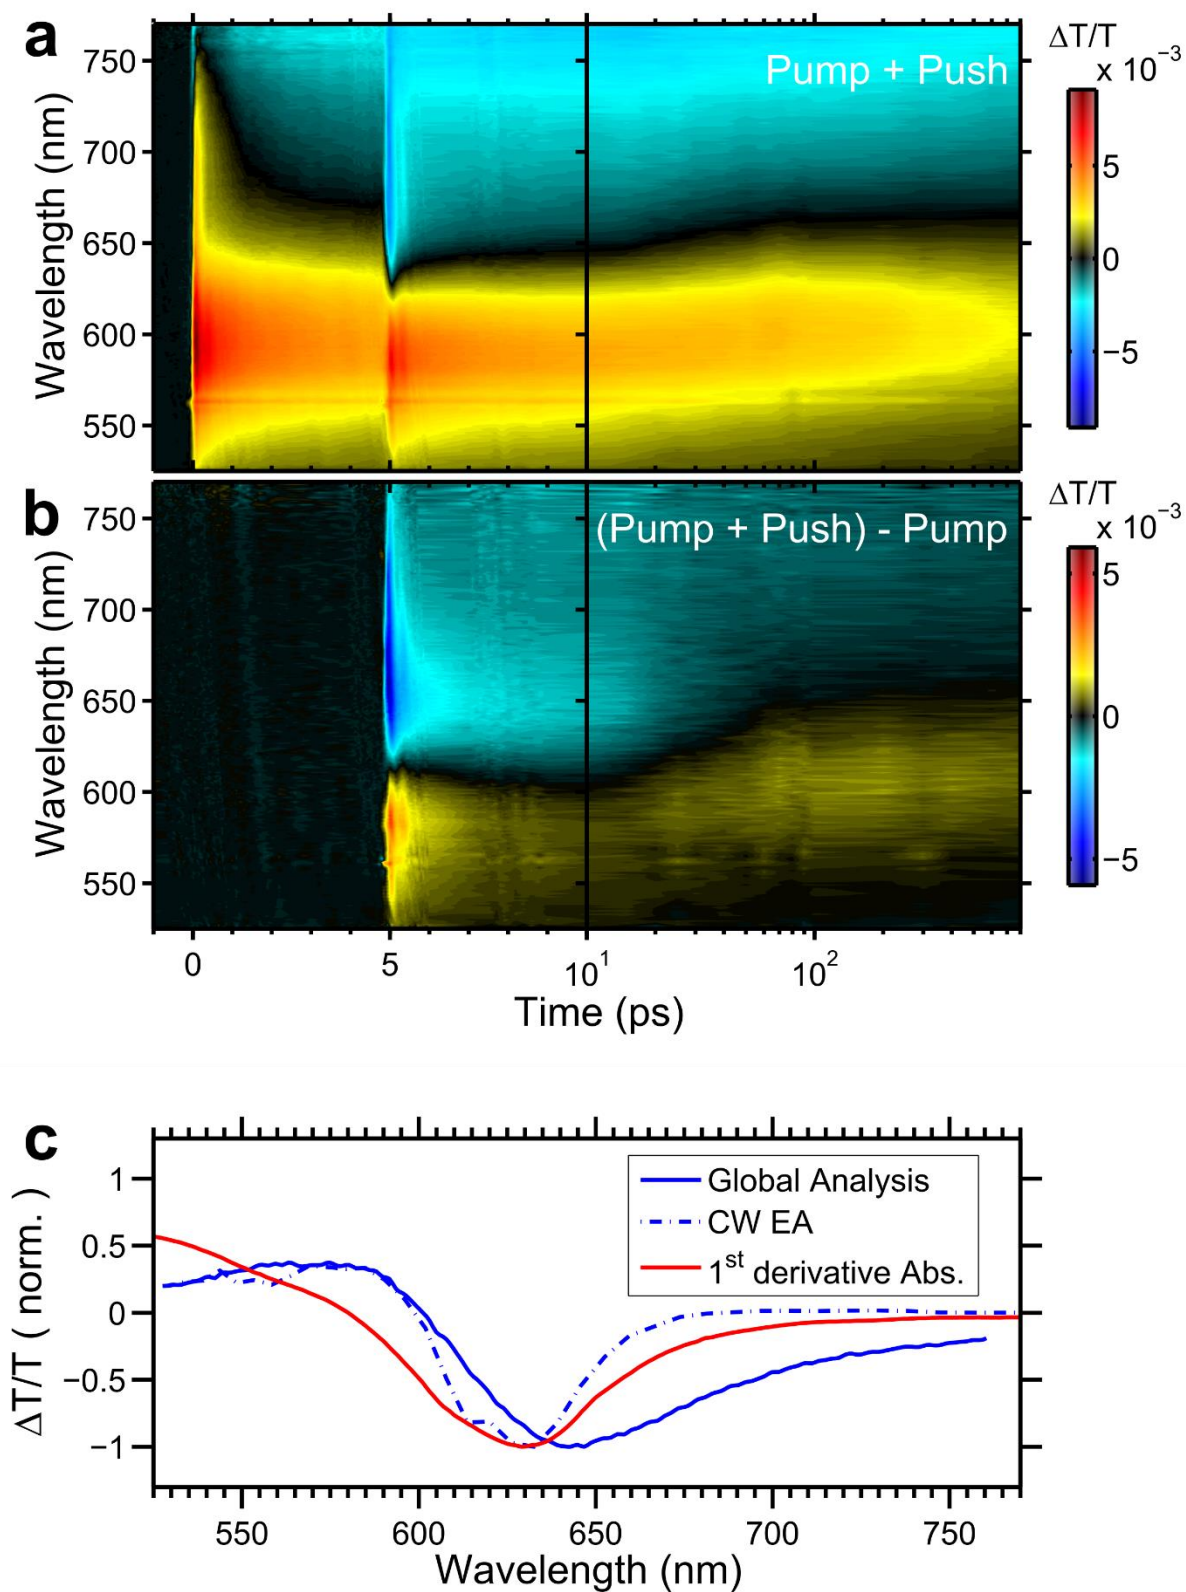 a
Pump + Push
ΔT/T
x 10⁻³
5
0
−5
750
700
650
600
550
Wavelength (nm)
b
(Pump + Push) - Pump
ΔT/T
x 10⁻³
5
0
−5
750
700
650
600
550
Wavelength (nm)
0 5 10¹ 10²
Time (ps)
c
Global Analysis
CW EA
1ˢᵗ derivative Abs.
1
0.5
0
−0.5
−1
ΔT/T ( norm.)
550 600 650 700 750
Wavelength (nm)